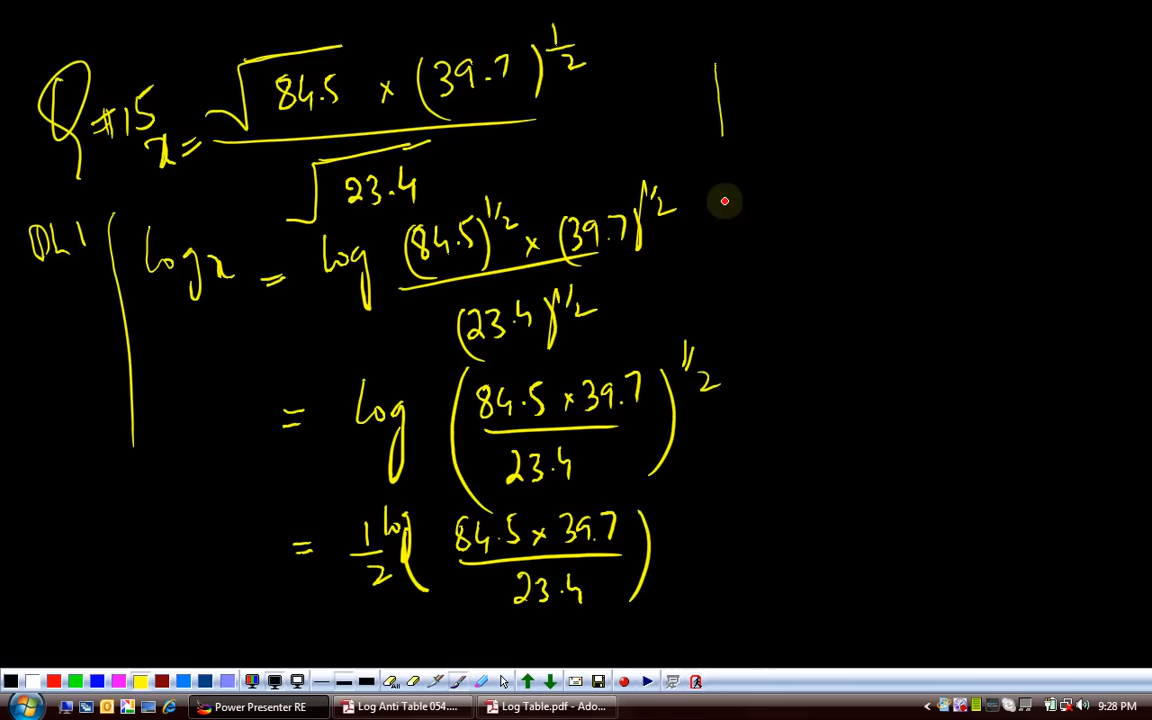 Q#15 x = √84.5 × (39.7)^1/2
√23.4
log x = log (84.5)^1/2 × (39.7)^1/2
(23.4)^1/2
= log (84.5 × 39.7)^1/2
23.4
= 1/2 log (84.5 × 39.7)
23.4
Power Presenter RE
Log Anti Table 054....
Log Table.pdf - Ado...
9:28 PM